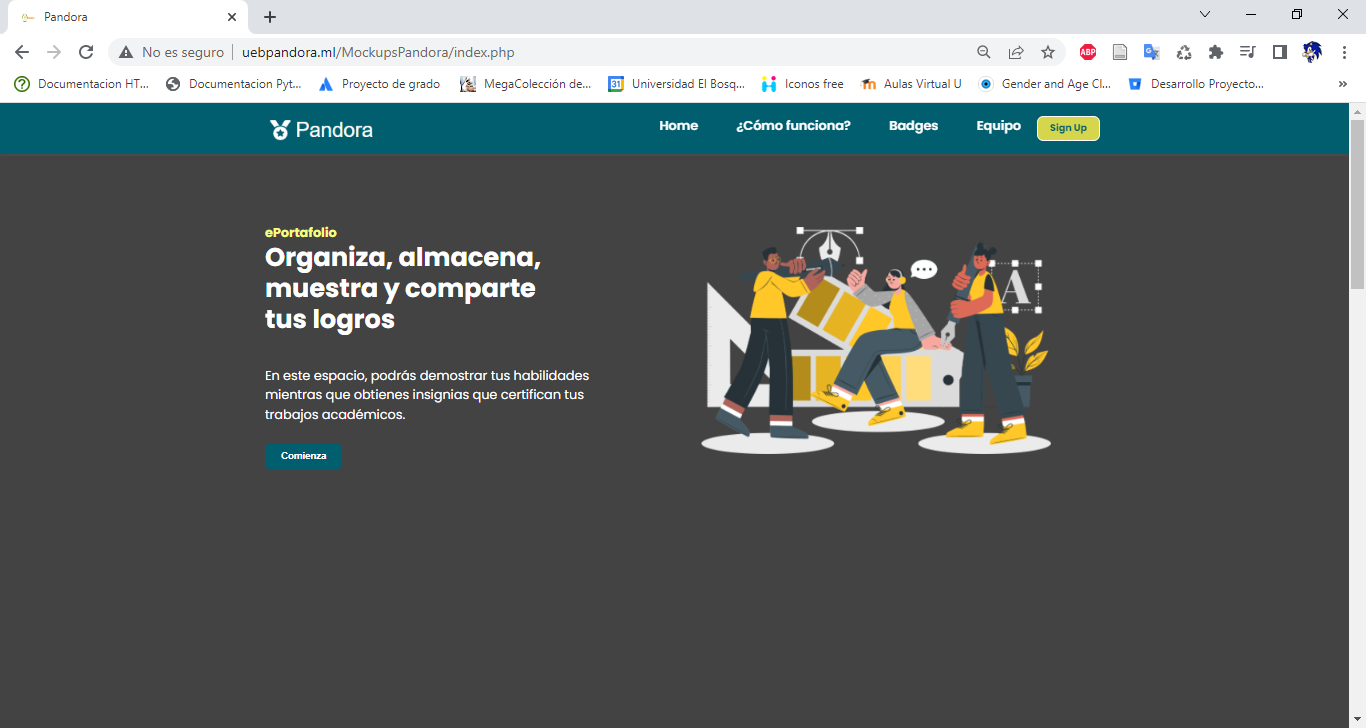 Pandora
No es seguro
uebpandora.ml/MockupsPandora/index.php
ABP
Documentacion HT...
Documentacion Pyt...
Proyecto de grado
MegaColección de...
31
Universidad El Bosq...
Iconos free
Aulas Virtual U
Gender and Age Cl...
Desarrollo Proyecto...
»
Pandora
Home
¿Cómo funciona?
Badges
Equipo
Sign Up
ePortafolio
Organiza, almacena,
muestra y comparte
tus logros
En este espacio, podrás demostrar tus habilidades
mientras que obtienes insignias que certifican tus
trabajos académicos.
Comienza
A